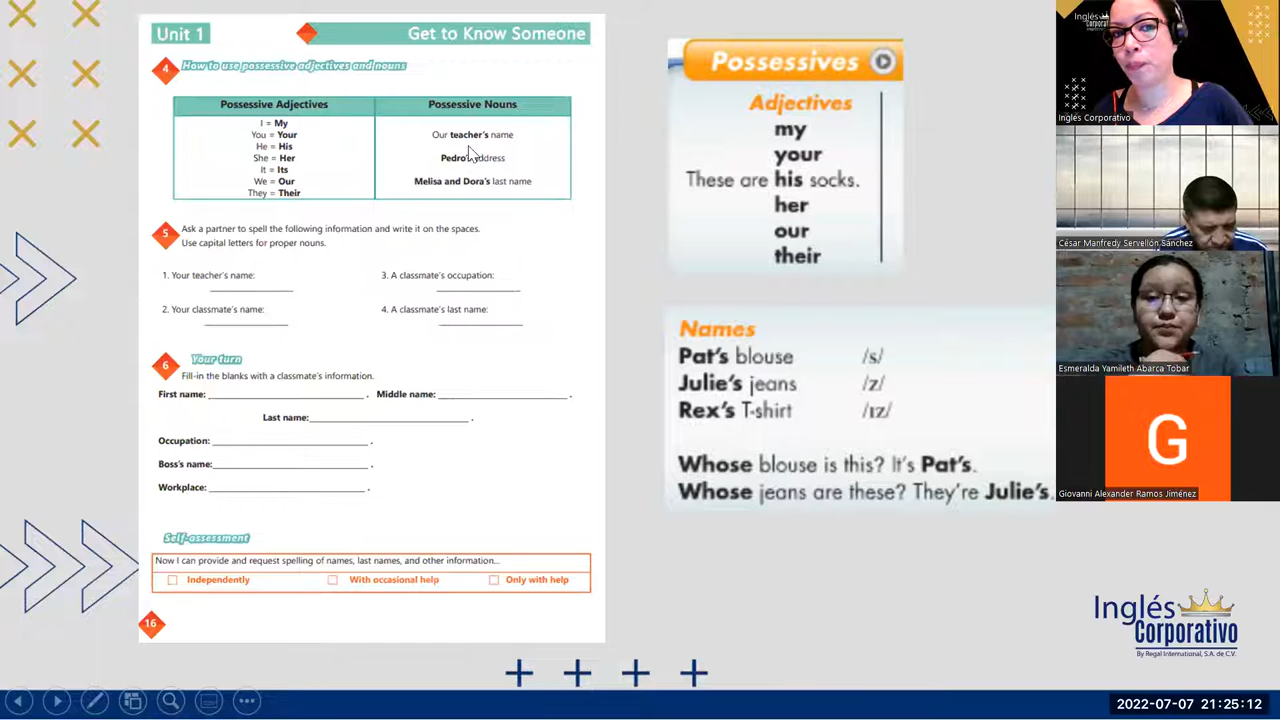 Unit 1
Get to Know Someone
4
How to use possessive adjectives and nouns
Possessive Adjectives
Possessive Nouns
I = My
You = Your
He = His
She = Her
It = Its
We = Our
They = Their
Our teacher's name
Pedro's address
Melisa and Dora's last name
5
Ask a partner to spell the following information and write it on the spaces.
Use capital letters for proper nouns.
1. Your teacher's name:
3. A classmate's occupation:
2. Your classmate's name:
4. A classmate's last name:
6
Your turn
Fill-in the blanks with a classmate's information.
First name: . Middle name: .
Last name: .
Occupation: .
Boss's name: .
Workplace: .
Self-assessment
Now I can provide and request spelling of names, last names, and other information...
Independently
With occasional help
Only with help
16
Possessives
Adjectives
my
your
These are his socks.
her
our
their
Names
Pat's blouse /s/
Julie's jeans /z/
Rex's T-shirt /ɪz/
Whose blouse is this? It's Pat's.
Whose jeans are these? They're Julie's.
Inglés
Corporativo
Inglés Corporativo
César Manfredy Servellón Sánchez
Esmeralda Yamileth Abarca Tobar
G
Giovanni Alexander Ramos Jiménez
Inglés
Corporativo
By Regal International, S.A. de C.V.
2022-07-07 21:25:12